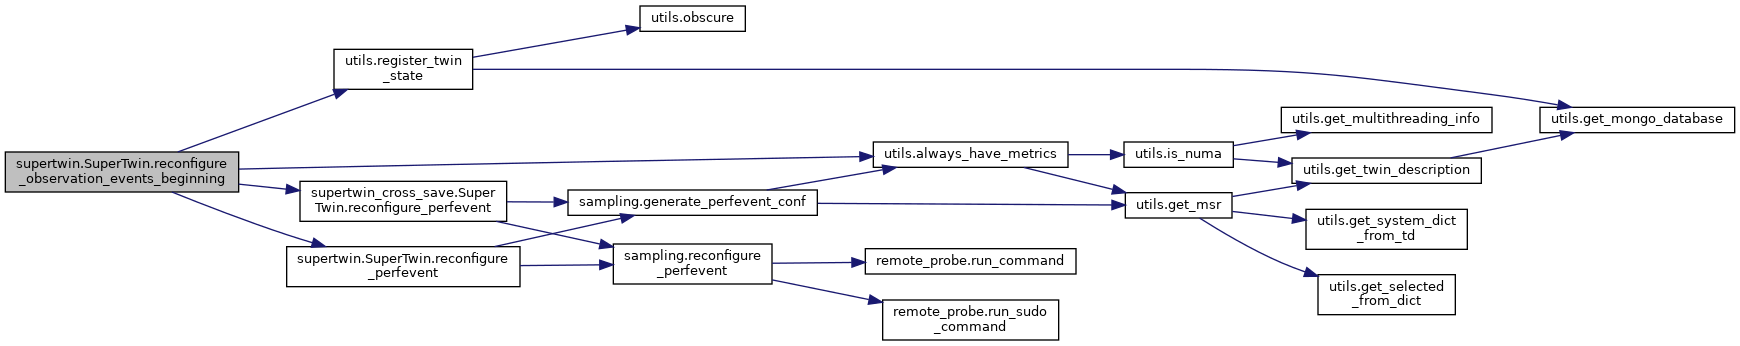 utils.obscure
utils.register_twin
_state
utils.get_multithreading_info
utils.get_mongo_database
supertwin.SuperTwin.reconfigure
_observation_events_beginning
utils.always_have_metrics
utils.is_numa
utils.get_twin_description
supertwin_cross_save.Super
Twin.reconfigure_perfevent
sampling.generate_perfevent_conf
utils.get_msr
utils.get_system_dict
_from_td
supertwin.SuperTwin.reconfigure
_perfevent
sampling.reconfigure
_perfevent
remote_probe.run_command
utils.get_selected
_from_dict
remote_probe.run_sudo
_command